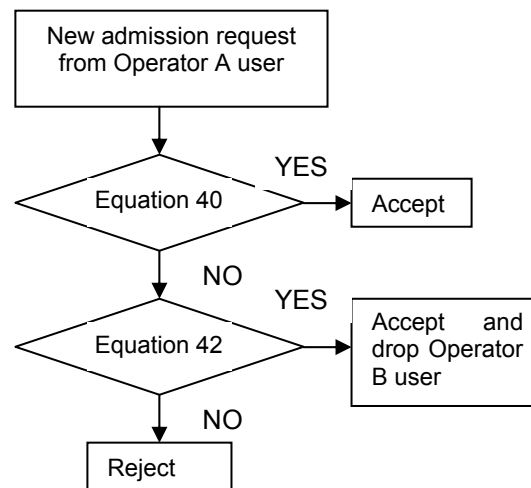 New admission request
from Operator A user
YES
Equation 40
Accept
NO
YES
Equation 42
Accept and
drop Operator
B user
NO
Reject